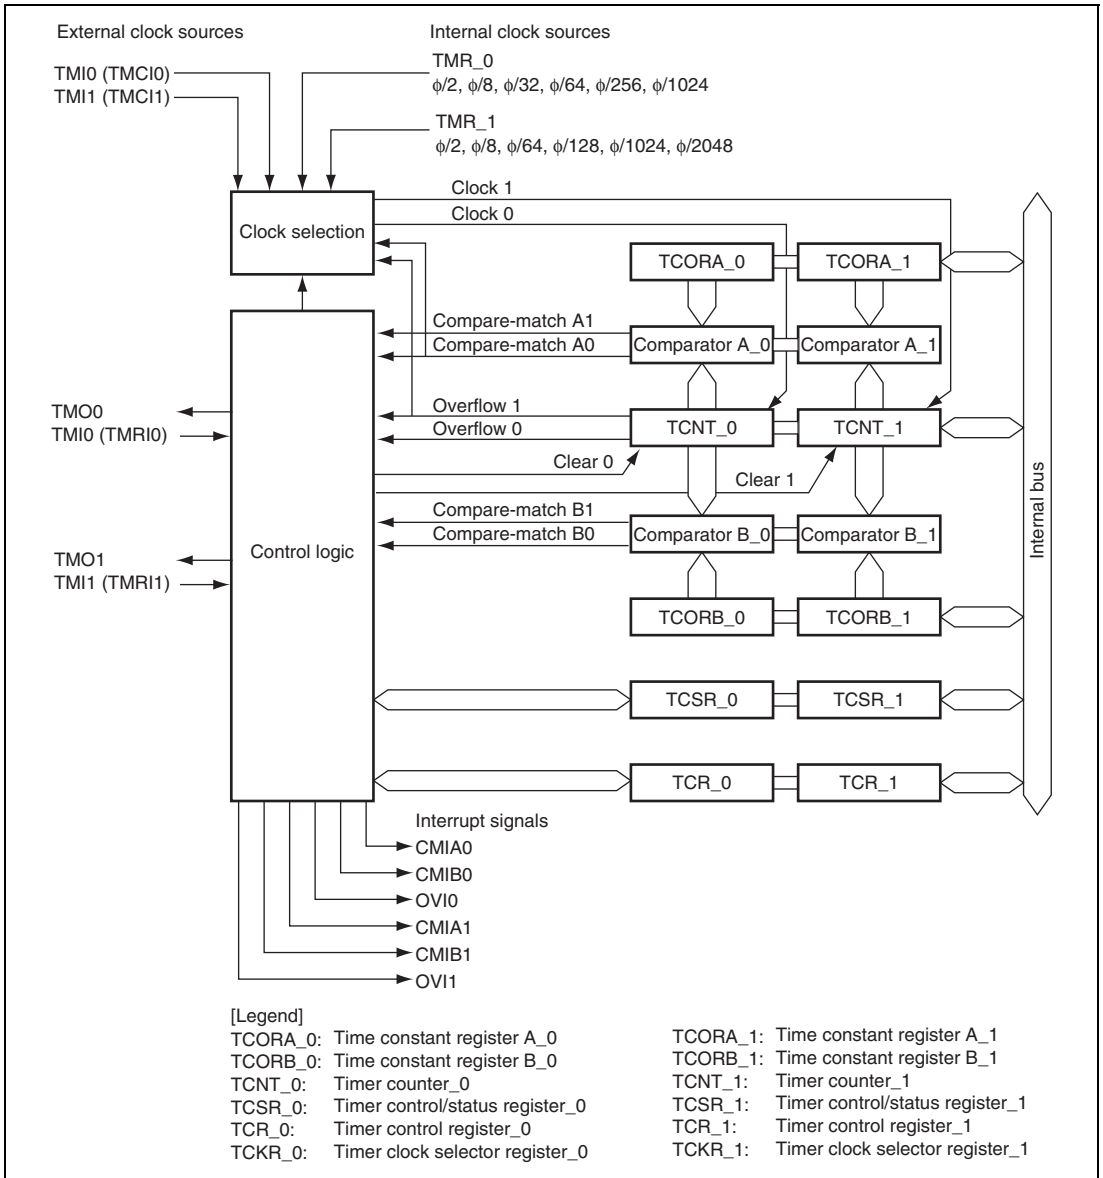 External clock sources
Internal clock sources
TMI0 (TMCI0)
TMI1 (TMCI1)
TMR_0
ϕ/2, ϕ/8, ϕ/32, ϕ/64, ϕ/256, ϕ/1024
TMR_1
ϕ/2, ϕ/8, ϕ/64, ϕ/128, ϕ/1024, ϕ/2048
Clock 1
Clock 0
Clock selection
TCORA_0
TCORA_1
Compare-match A1
Compare-match A0
Comparator A_0
Comparator A_1
TMO0
TMI0 (TMRI0)
Overflow 1
Overflow 0
TCNT_0
TCNT_1
Clear 0
Clear 1
Internal bus
Compare-match B1
Compare-match B0
Comparator B_0
Comparator B_1
Control logic
TMO1
TMI1 (TMRI1)
TCORB_0
TCORB_1
TCSR_0
TCSR_1
TCR_0
TCR_1
Interrupt signals
CMIA0
CMIB0
OVI0
CMIA1
CMIB1
OVI1
[Legend]
TCORA_0: Time constant register A_0
TCORB_0: Time constant register B_0
TCNT_0: Timer counter_0
TCSR_0: Timer control/status register_0
TCR_0: Timer control register_0
TCKR_0: Timer clock selector register_0
TCORA_1: Time constant register A_1
TCORB_1: Time constant register B_1
TCNT_1: Timer counter_1
TCSR_1: Timer control/status register_1
TCR_1: Timer control register_1
TCKR_1: Timer clock selector register_1